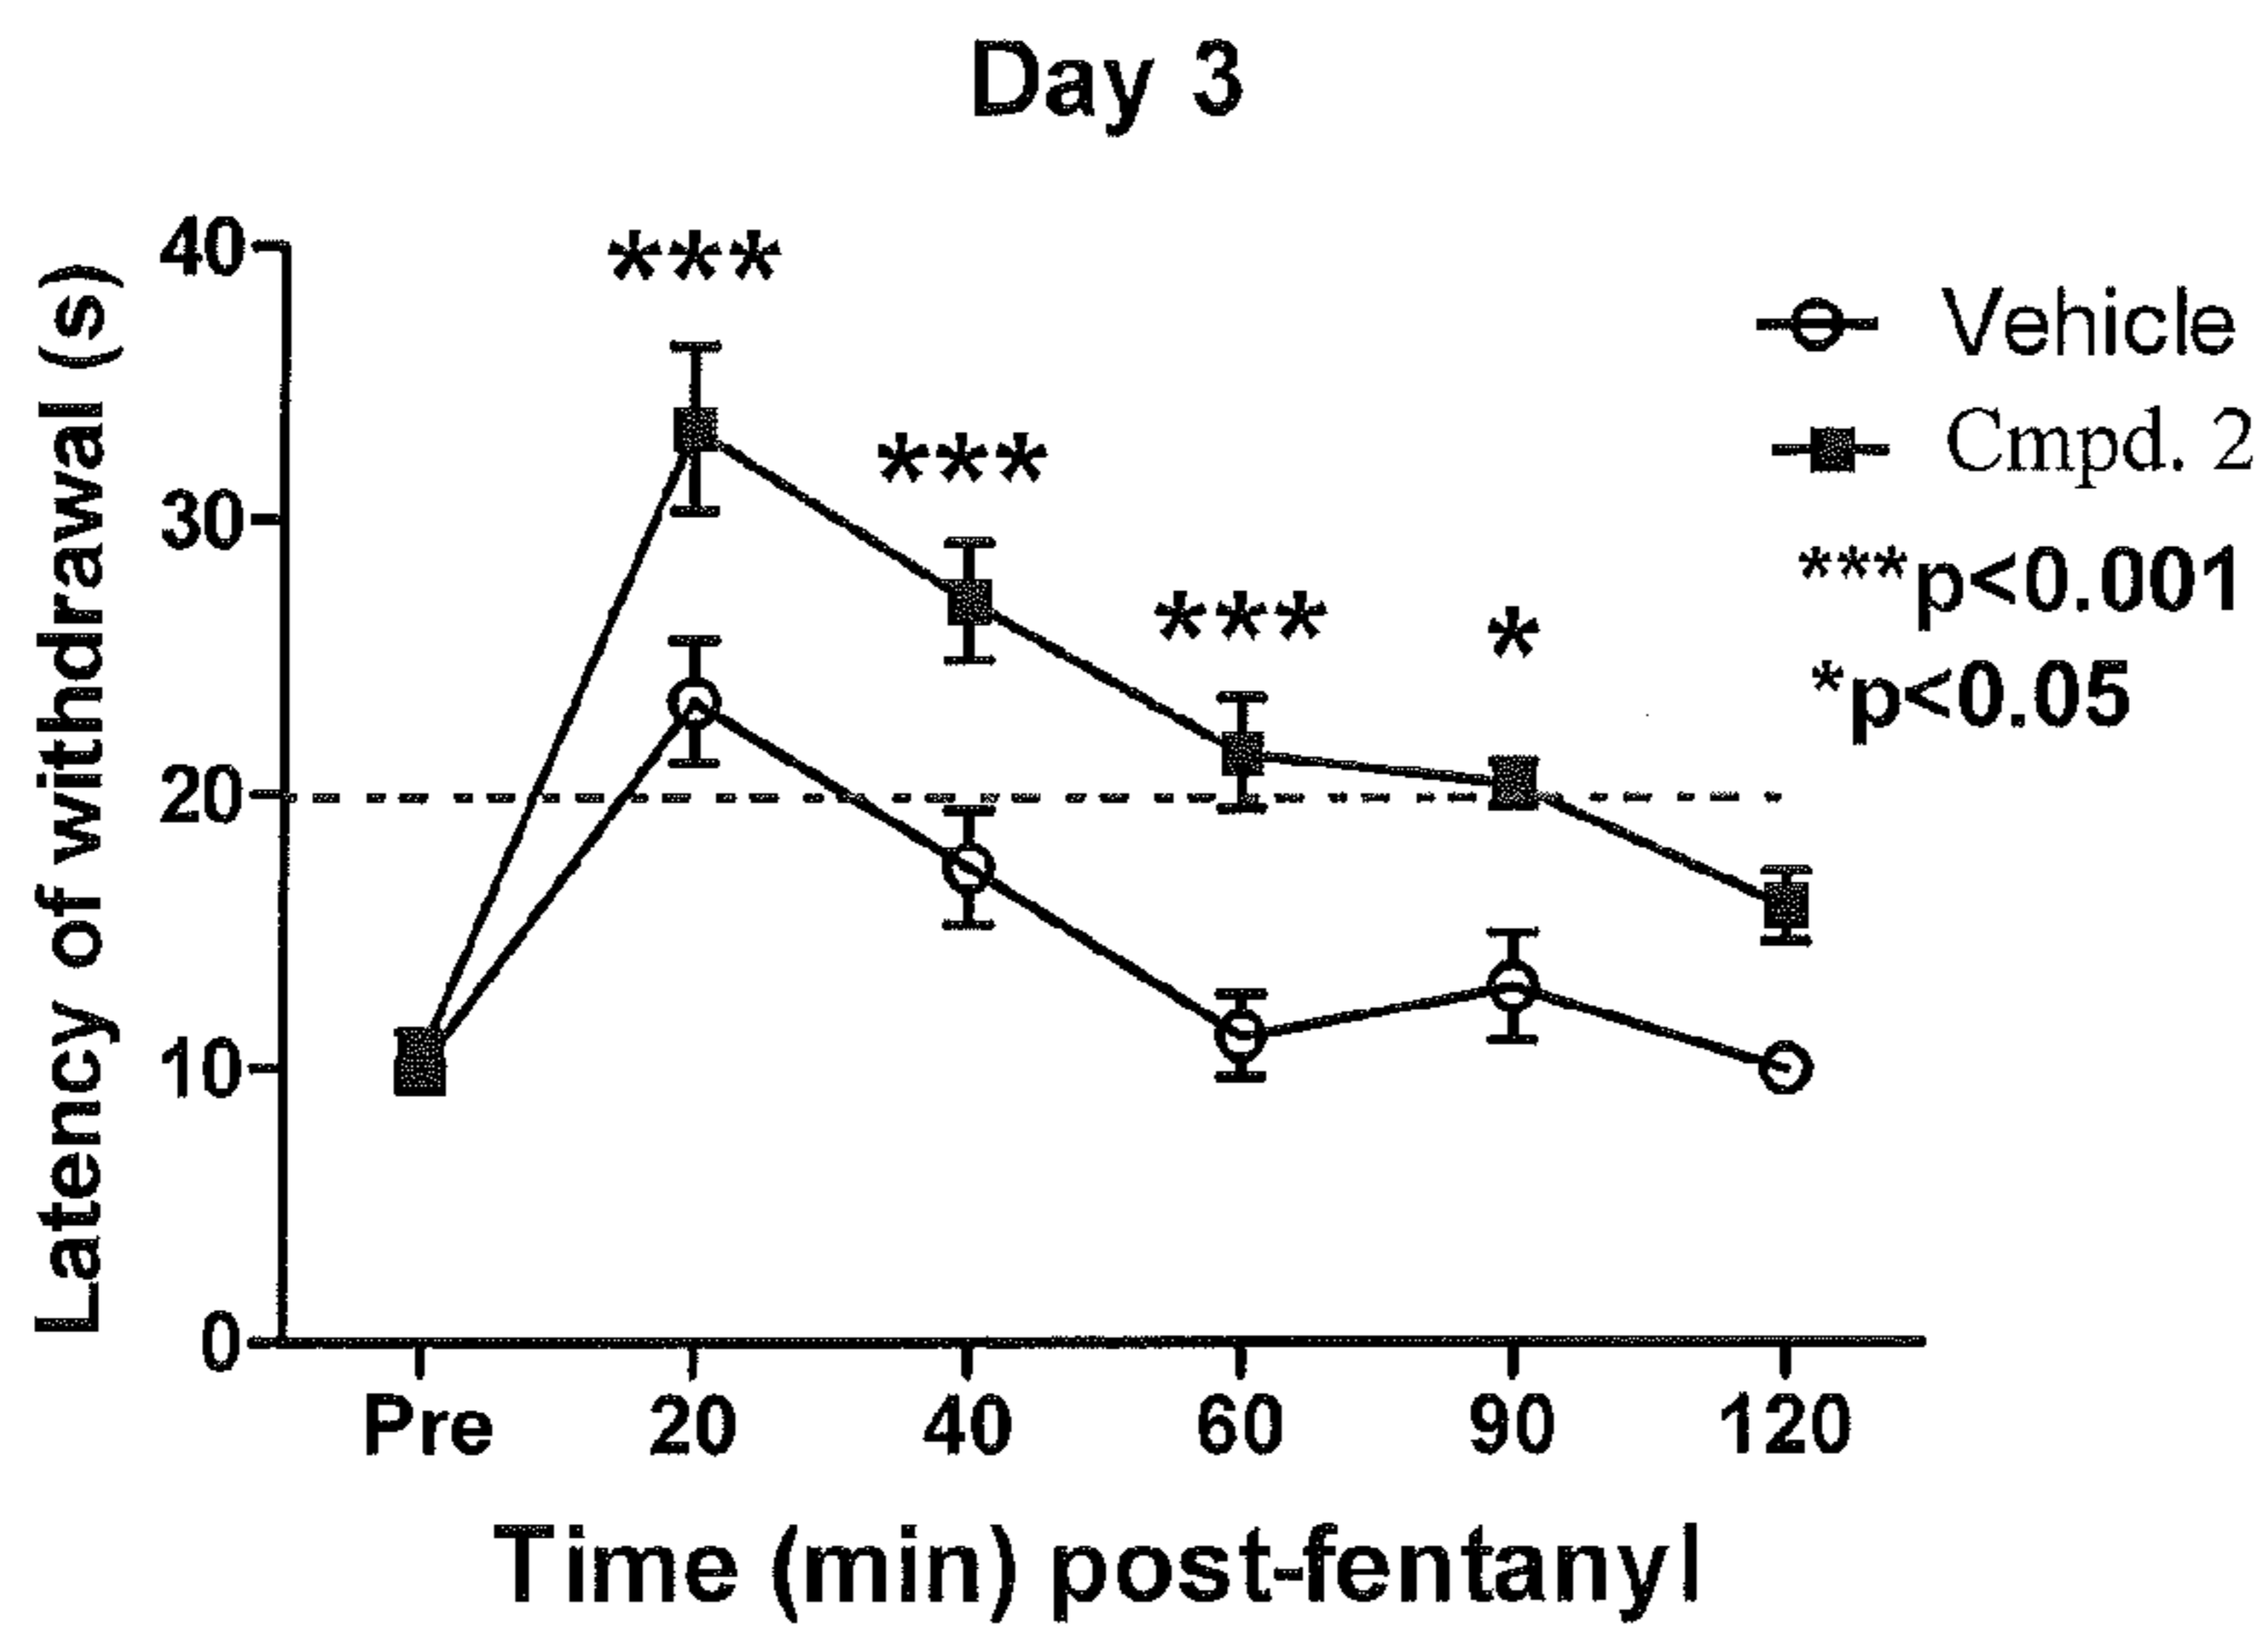 Day 3
Latency of withdrawal (s)
40
30
20
10
0
***
***
***
*
Vehicle
Cmpd. 2
***p<0.001
*p<0.05
Pre 20 40 60 90 120
Time (min) post-fentanyl